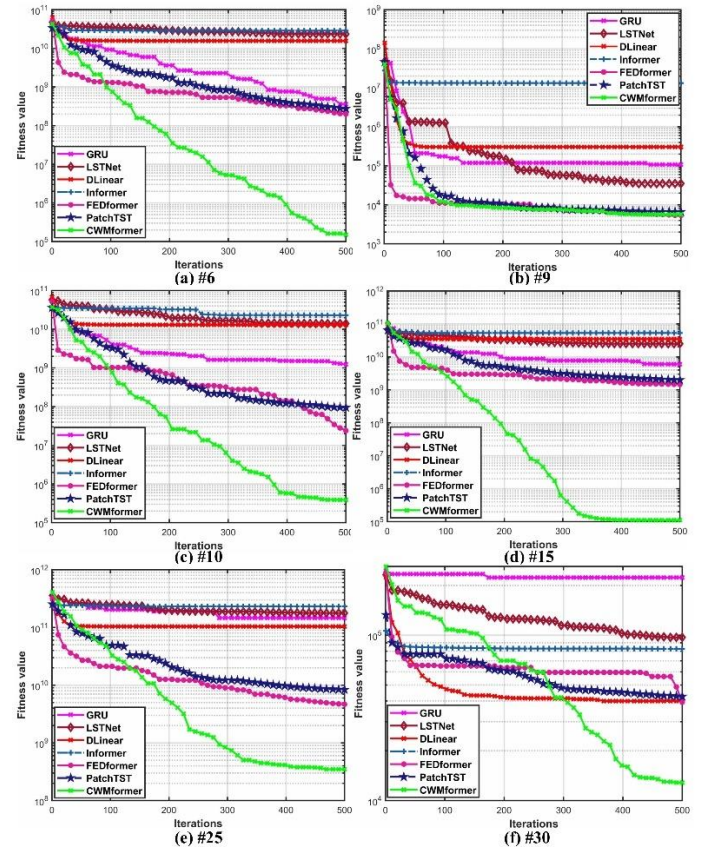 10^11
10^10
10^9
10^8
10^7
10^6
10^5
Fitness value
GRU
LSTNet
DLinear
Informer
FEDformer
PatchTST
CWMformer
0 100 200 300 400 500
Iterations
(a) #6
10^9
10^8
10^7
10^6
10^5
10^4
10^3
Fitness value
GRU
LSTNet
DLinear
Informer
FEDformer
PatchTST
CWMformer
0 100 200 300 400 500
Iterations
(b) #9
10^11
10^10
10^9
10^8
10^7
10^6
10^5
Fitness value
GRU
LSTNet
DLinear
Informer
FEDformer
PatchTST
CWMformer
0 100 200 300 400 500
Iterations
(c) #10
10^12
10^11
10^10
10^9
10^8
10^7
10^6
10^5
Fitness value
GRU
LSTNet
DLinear
Informer
FEDformer
PatchTST
CWMformer
0 100 200 300 400 500
Iterations
(d) #15
10^12
10^11
10^10
10^9
10^8
Fitness value
GRU
LSTNet
DLinear
Informer
FEDformer
PatchTST
CWMformer
0 100 200 300 400 500
Iterations
(e) #25
10^5
10^4
Fitness value
GRU
LSTNet
DLinear
Informer
FEDformer
PatchTST
CWMformer
0 100 200 300 400 500
Iterations
(f) #30